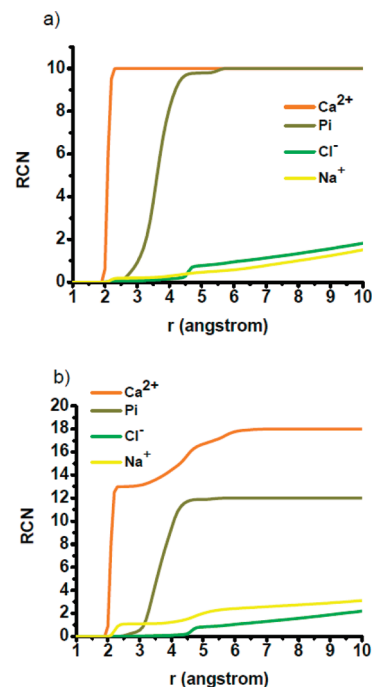 a)
10
8
6
4
2
0
RCN
Ca²⁺
Pi
Cl⁻
Na⁺
1 2 3 4 5 6 7 8 9 10
r (angstrom)
b)
Ca²⁺
Pi
Cl⁻
Na⁺
20
18
16
14
12
10
8
6
4
2
0
RCN
1 2 3 4 5 6 7 8 9 10
r (angstrom)